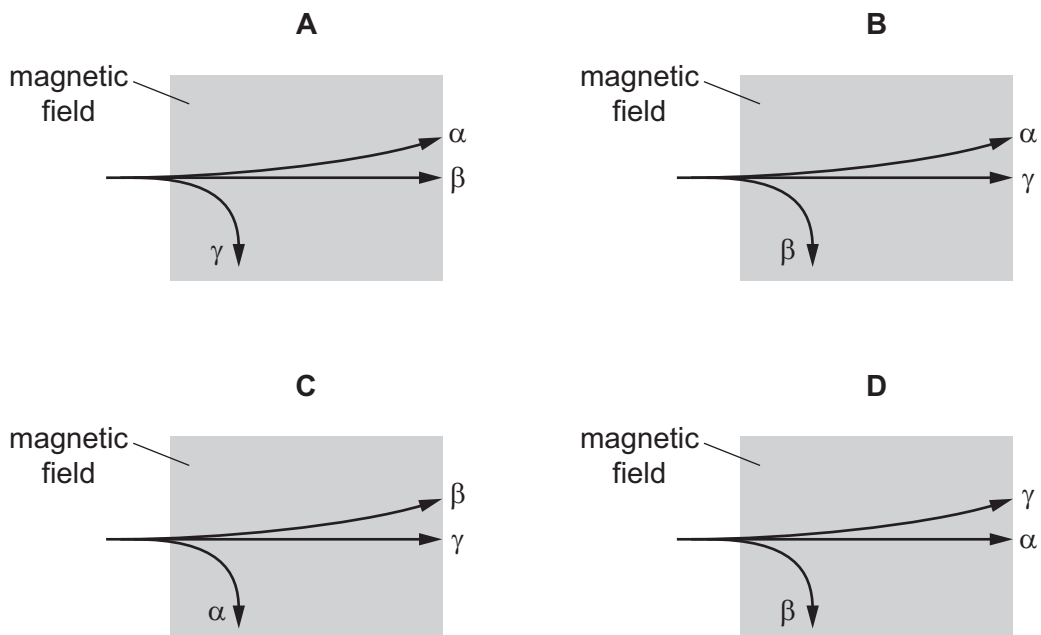 A
magnetic
field
α
β
γ
B
magnetic
field
α
γ
β
C
magnetic
field
β
γ
α
D
magnetic
field
γ
α
β